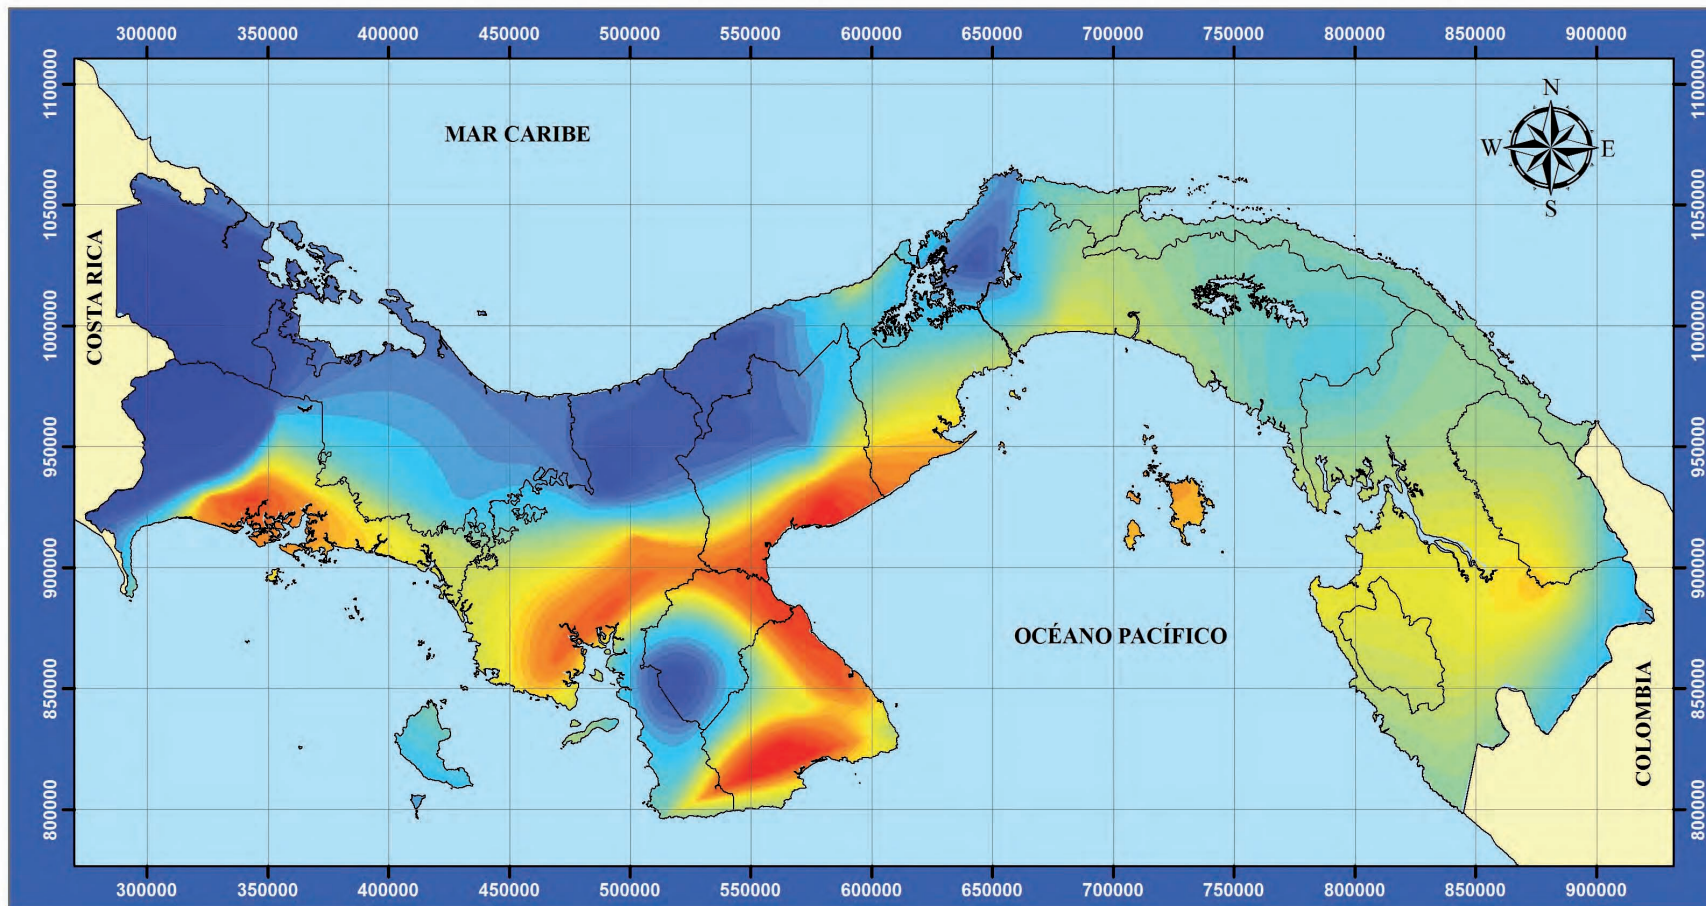 300000 350000 400000 450000 500000 550000 600000 650000 700000 750000 800000 850000 900000
1100000 1100000
MAR CARIBE
N
W E
S
1050000 1050000
COSTA RICA
1000000 1000000
950000 950000
900000 900000
OCÉANO PACÍFICO
850000 850000
COLOMBIA
800000 800000
300000 350000 400000 450000 500000 550000 600000 650000 700000 750000 800000 850000 900000